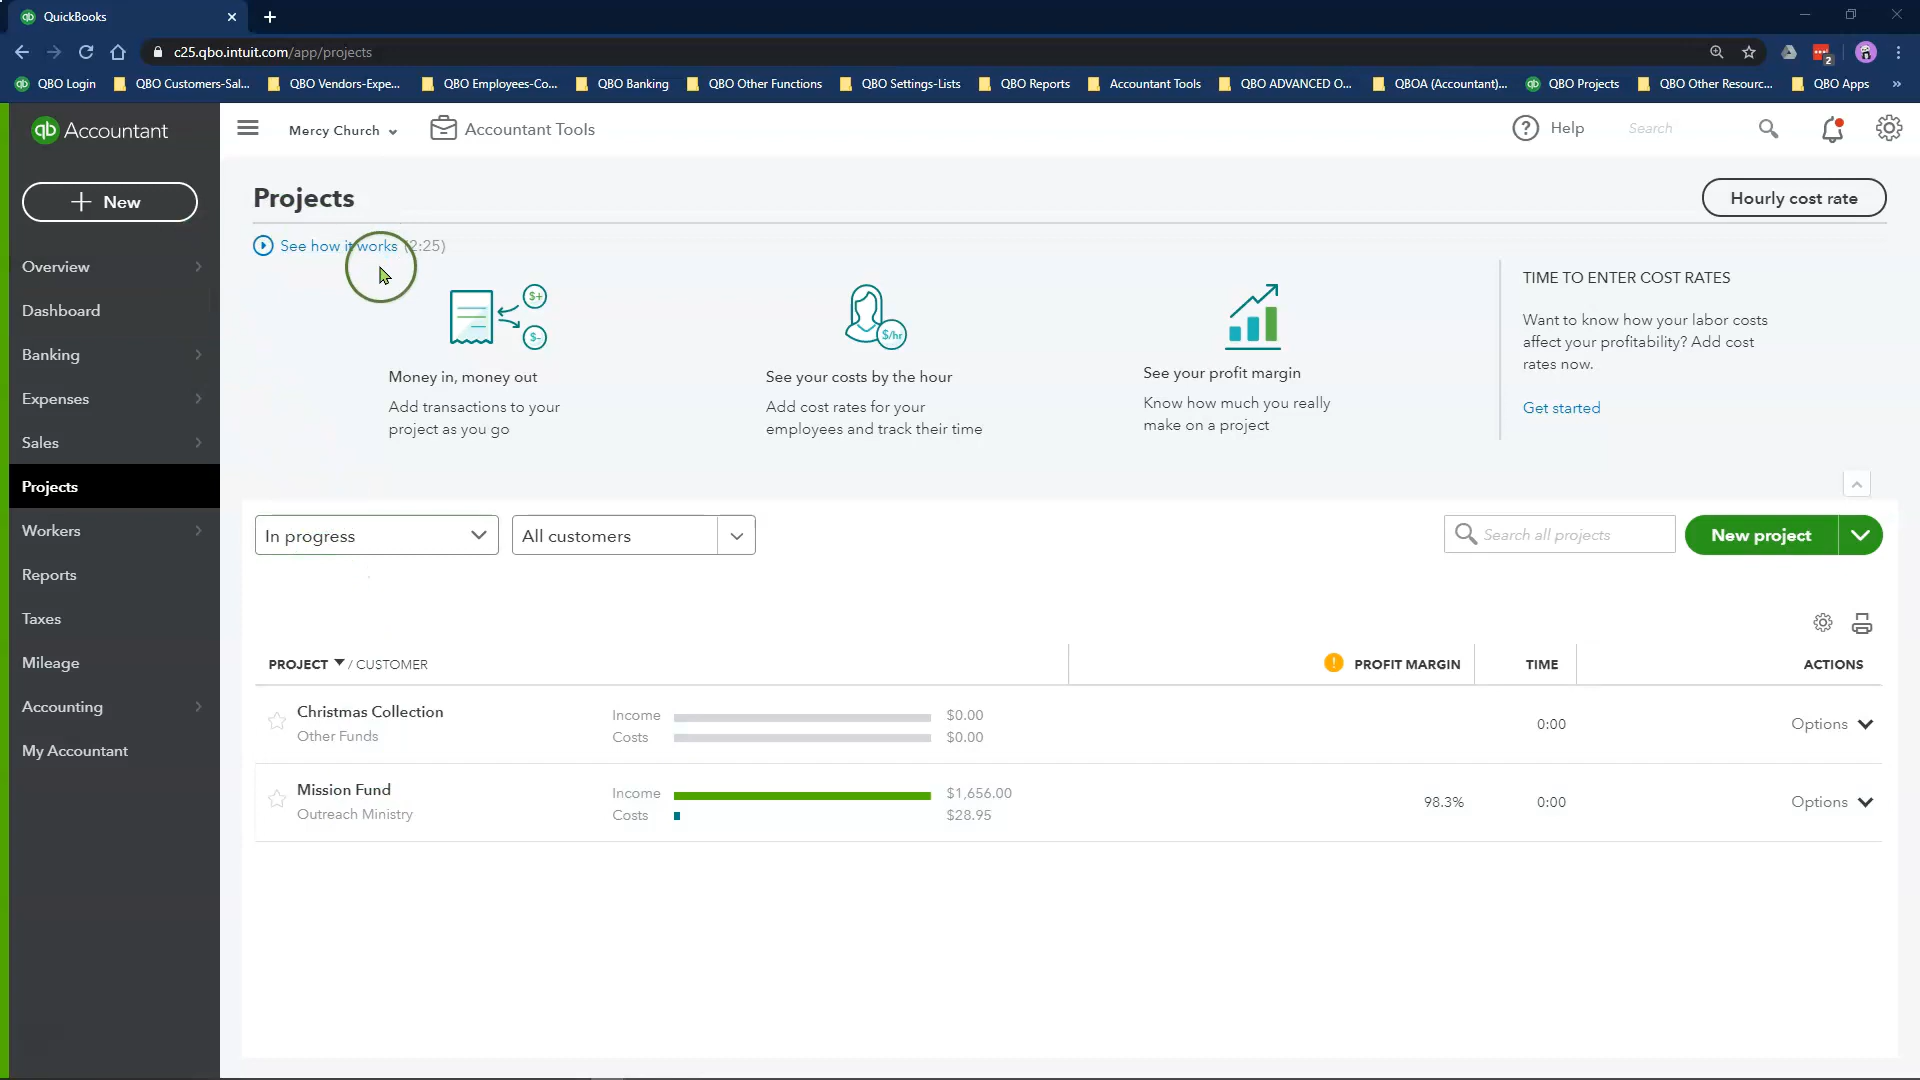 QuickBooks
c25.qbo.intuit.com/app/projects
2
QBO Login
QBO Customers-Sal...
QBO Vendors-Expe...
QBO Employees-Co...
QBO Banking
QBO Other Functions
QBO Settings-Lists
QBO Reports
Accountant Tools
QBO ADVANCED O...
QBOA (Accountant)...
QBO Projects
QBO Other Resourc...
QBO Apps
»
qb Accountant
Mercy Church
Accountant Tools
? Help
Search
+ New
Projects
Hourly cost rate
See how it works (2:25)
Overview
Dashboard
Banking
Expenses
Sales
Projects
Workers
Reports
Taxes
Mileage
Accounting
My Accountant
$+
$-
Money in, money out
Add transactions to your
project as you go
$/hr
See your costs by the hour
Add cost rates for your
employees and track their time
See your profit margin
Know how much you really
make on a project
TIME TO ENTER COST RATES
Want to know how your labor costs
affect your profitability? Add cost
rates now.
Get started
In progress
All customers
Search all projects
New project
PROJECT / CUSTOMER
! PROFIT MARGIN
TIME
ACTIONS
Christmas Collection
Other Funds
Income $0.00
Costs $0.00
0:00
Options
Mission Fund
Outreach Ministry
Income $1,656.00
Costs $28.95
98.3%
0:00
Options